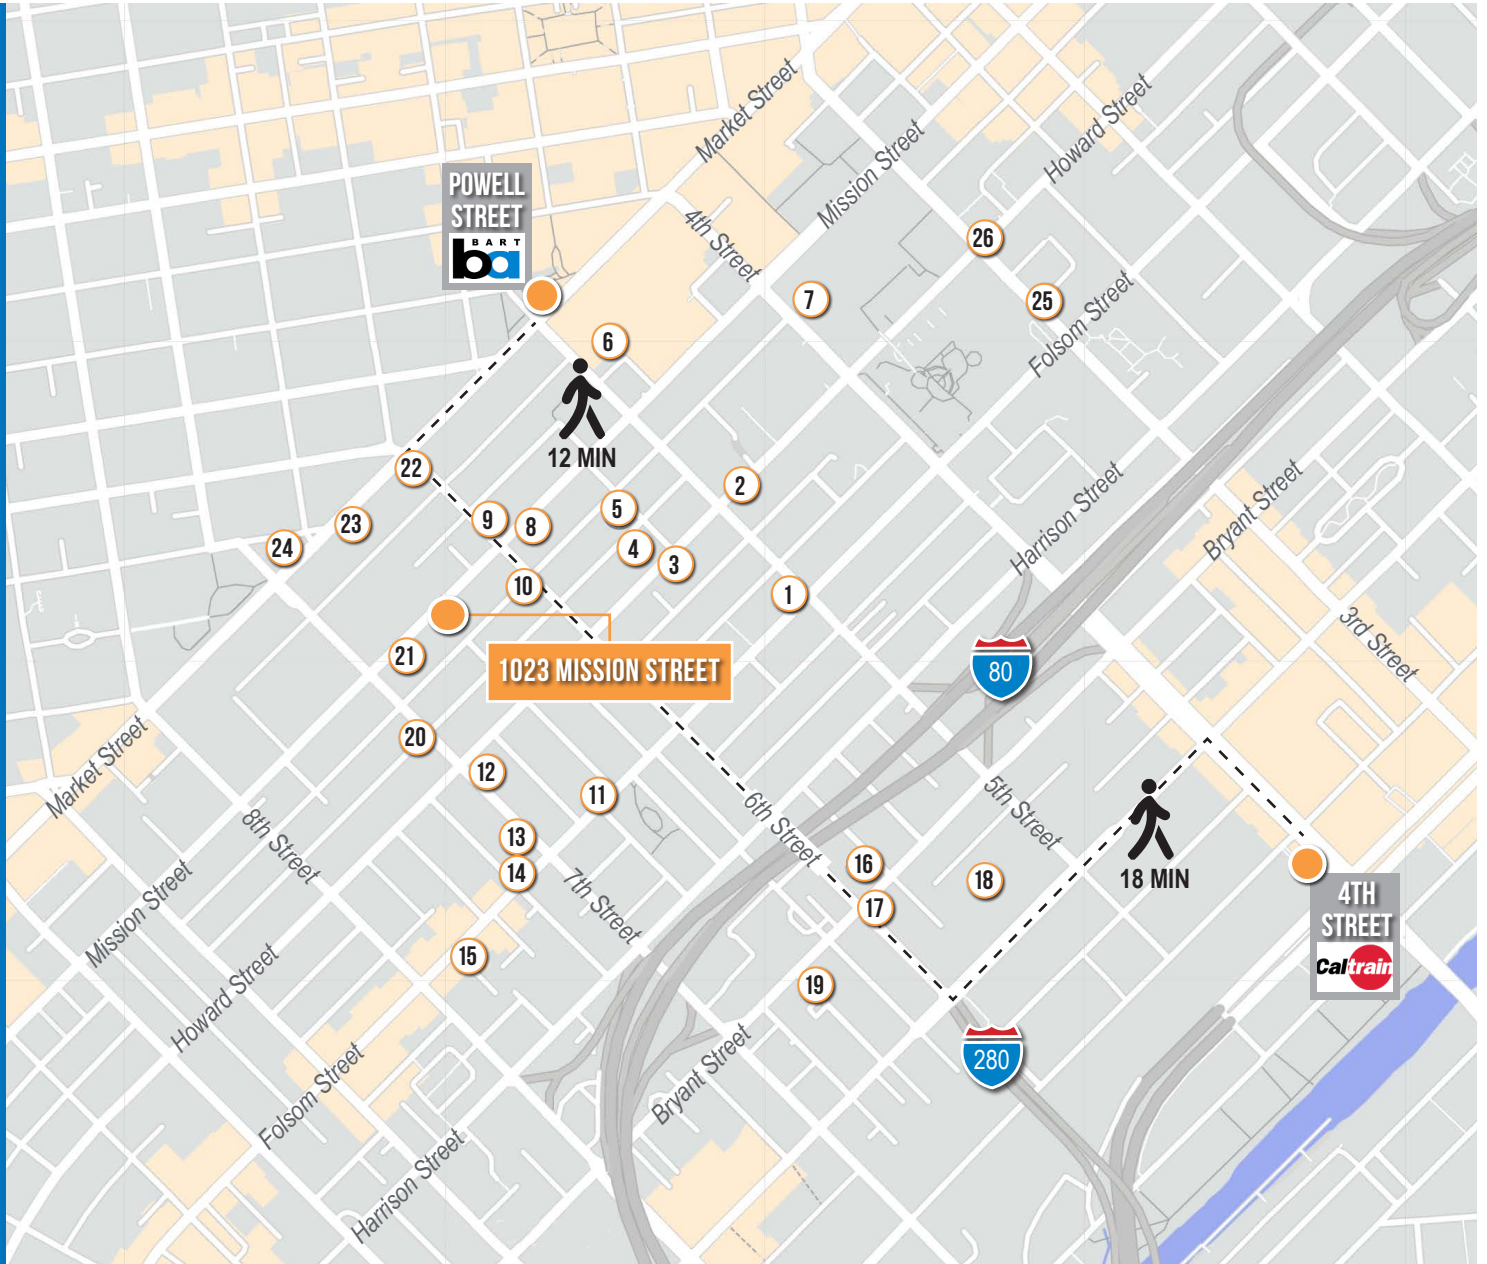 Market Street
Howard Street
Mission Street
POWELL
STREET
BART
ba
4th Street
26
7
25
Folsom Street
6
12 MIN
22
2
Harrison Street
Bryant Street
5
9
8
23
24
4
3
10
1
3rd Street
21
1023 MISSION STREET
80
20
Market Street
12
11
6th Street
5th Street
8th Street
13
14
16
18
18 MIN
4TH
STREET
Caltrain
17
7th Street
Mission Street
15
19
Howard Street
280
Bryant Street
Folsom Street
Harrison Street